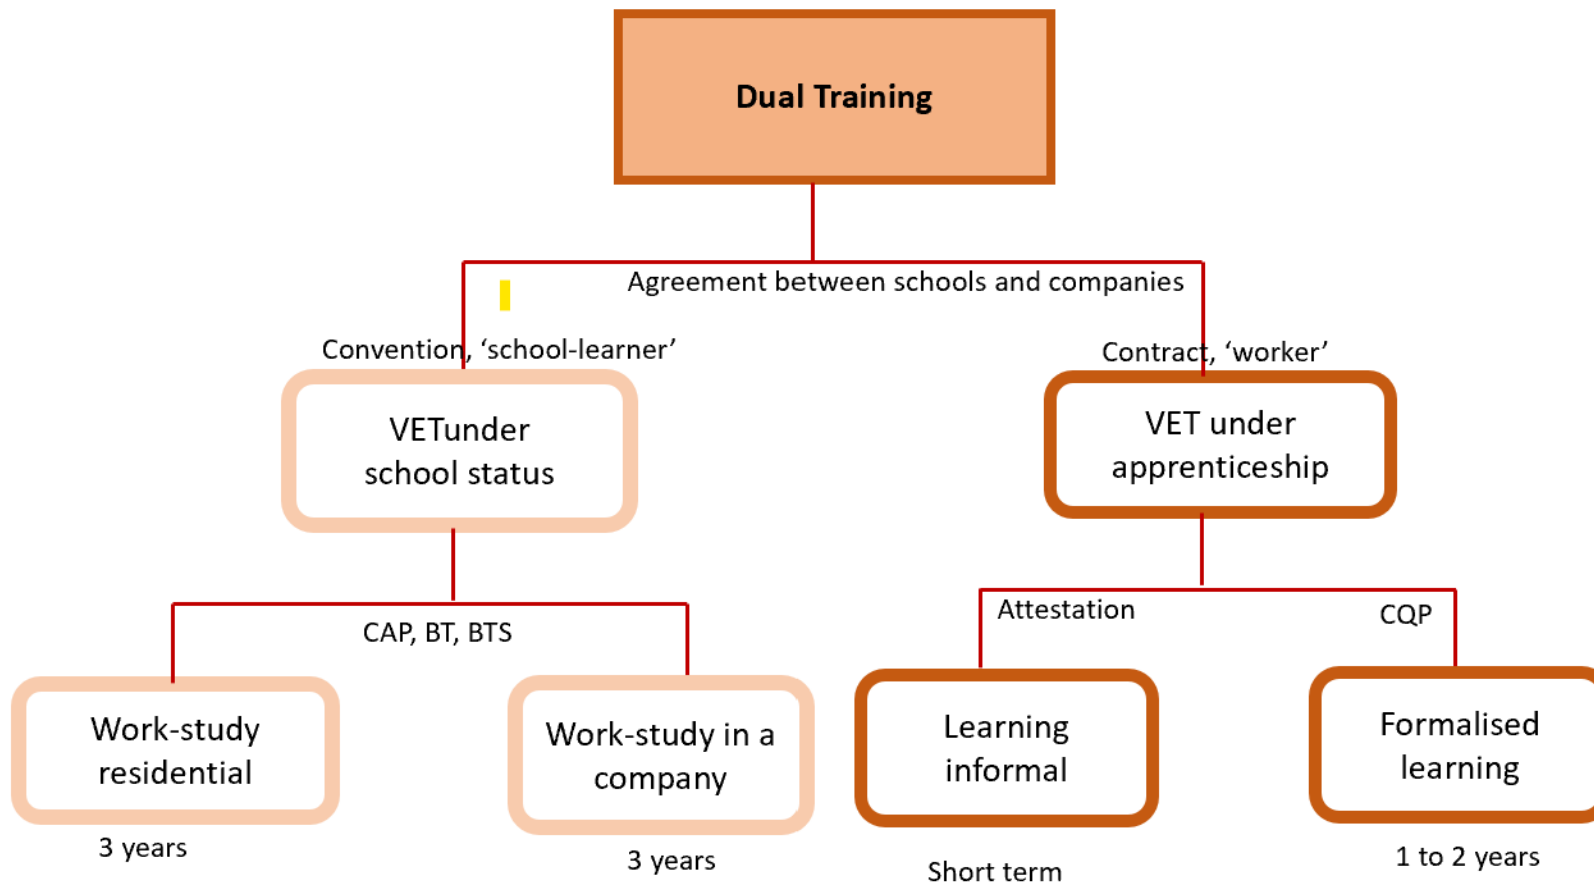 Dual Training
Agreement between schools and companies
Convention, ‘school-learner’
Contract, ‘worker’
VETunder
school status
VET under
apprenticeship
CAP, BT, BTS
Attestation
CQP
Work-study
residential
Work-study in a
company
Learning
informal
Formalised
learning
3 years
3 years
Short term
1 to 2 years